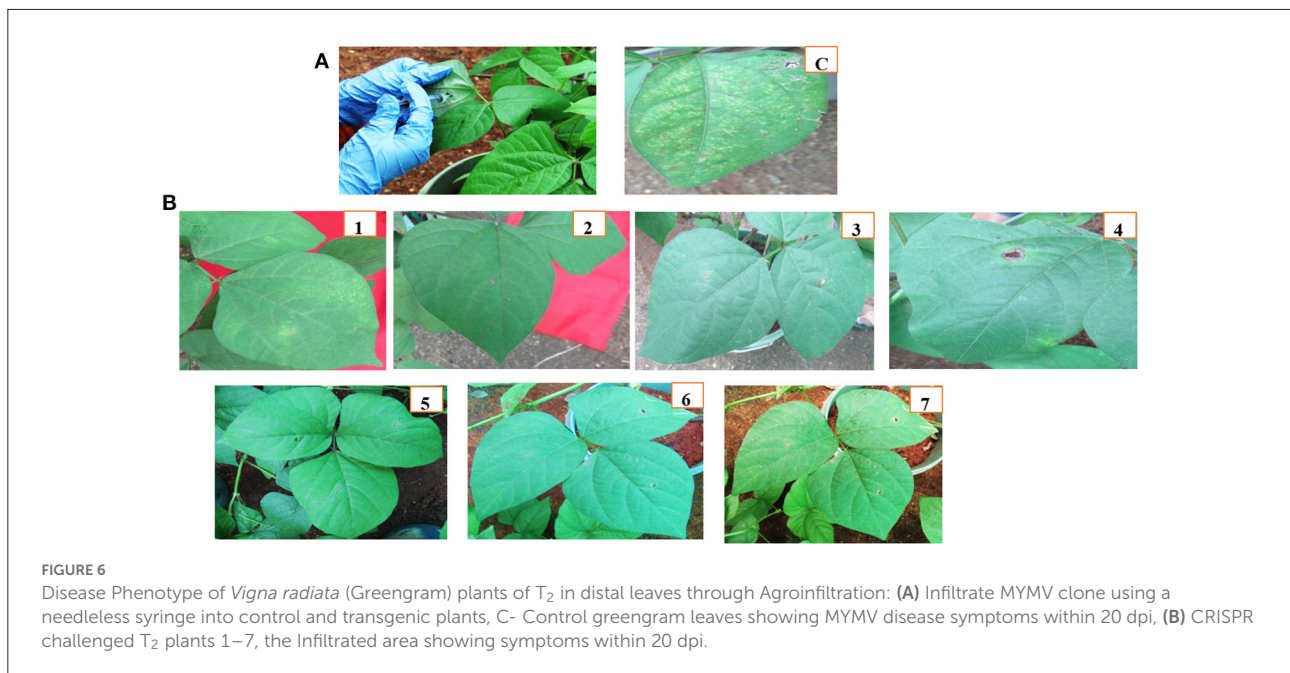 A
C
B
1
2
3
4
5
6
7
FIGURE 6
Disease Phenotype of Vigna radiata (Greengram) plants of T₂ in distal leaves through Agroinfiltration: (A) Infiltrate MYMV clone using a
needleless syringe into control and transgenic plants, C- Control greengram leaves showing MYMV disease symptoms within 20 dpi, (B) CRISPR
challenged T₂ plants 1–7, the Infiltrated area showing symptoms within 20 dpi.